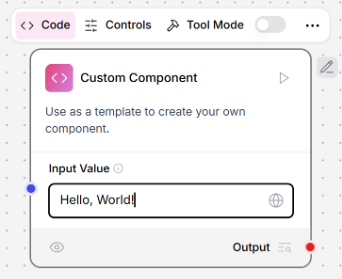 Code Controls Tool Mode
Custom Component
Use as a template to create your own
component.
Input Value
Hello, World!
Output